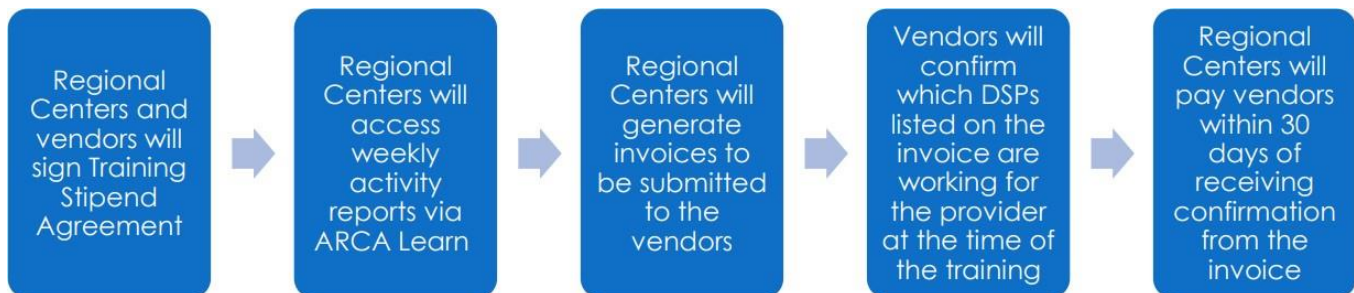 Regional
Centers and
vendors will
sign Training
Stipend
Agreement
Regional
Centers will
access
weekly
activity
reports via
ARCA Learn
Regional
Centers will
generate
invoices to
be submitted
to the
vendors
Vendors will
confirm
which DSPs
listed on the
invoice are
working for
the provider
at the time of
the training
Regional
Centers will
pay vendors
within 30
days of
receiving
confirmation
from the
invoice